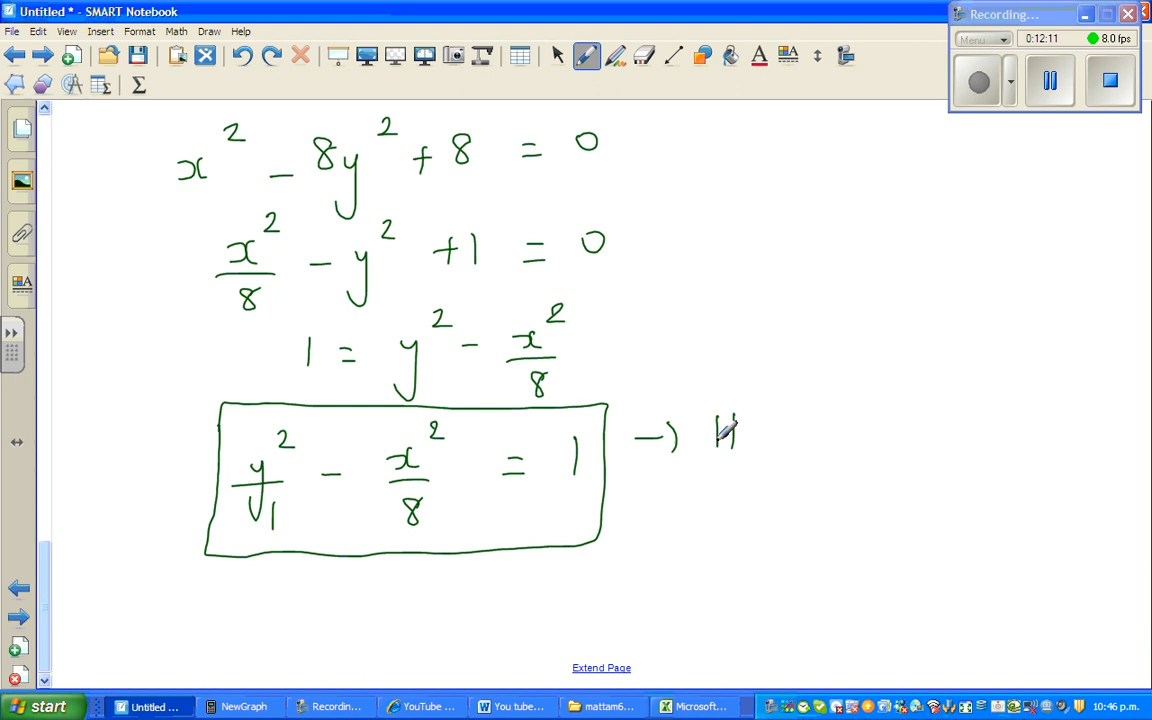 Untitled * - SMART Notebook
Recording...
File Edit View Insert Format Math Draw Help
Menu 0:12:11 8.0 fps
x² - 8y² + 8 = 0
x²/8 - y² + 1 = 0
1 = y² - x²/8
y²/1 - x²/8 = 1 → H
Extend Page
start Untitled ... NewGraph Recordin... YouTube ... You tube... mattam6... Microsoft... 10:46 p.m.